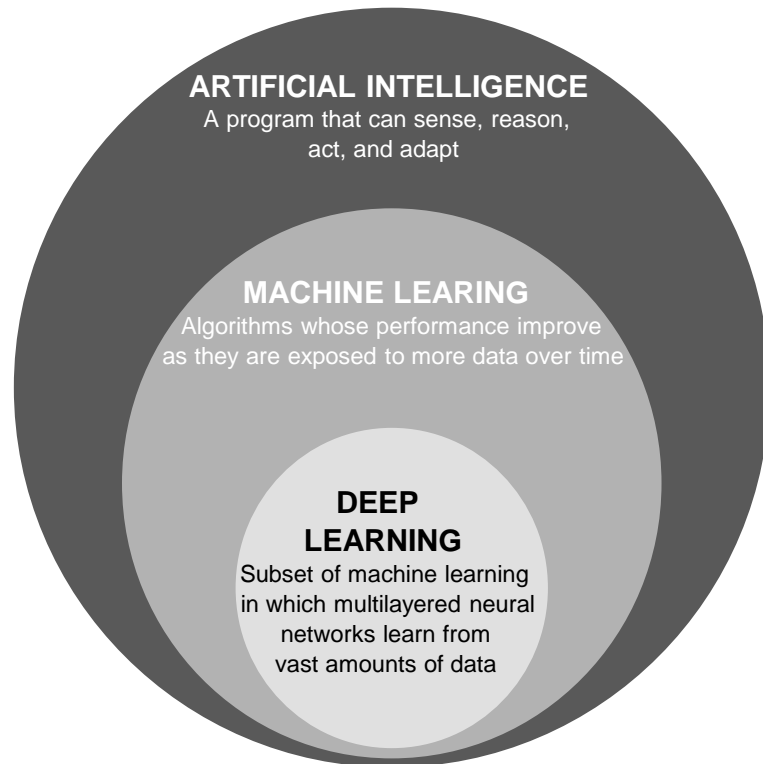 ARTIFICIAL INTELLIGENCE
A program that can sense, reason,
act, and adapt
MACHINE LEARING
Algorithms whose performance improve
as they are exposed to more data over time
DEEP
LEARNING
Subset of machine learning
in which multilayered neural
networks learn from
vast amounts of data